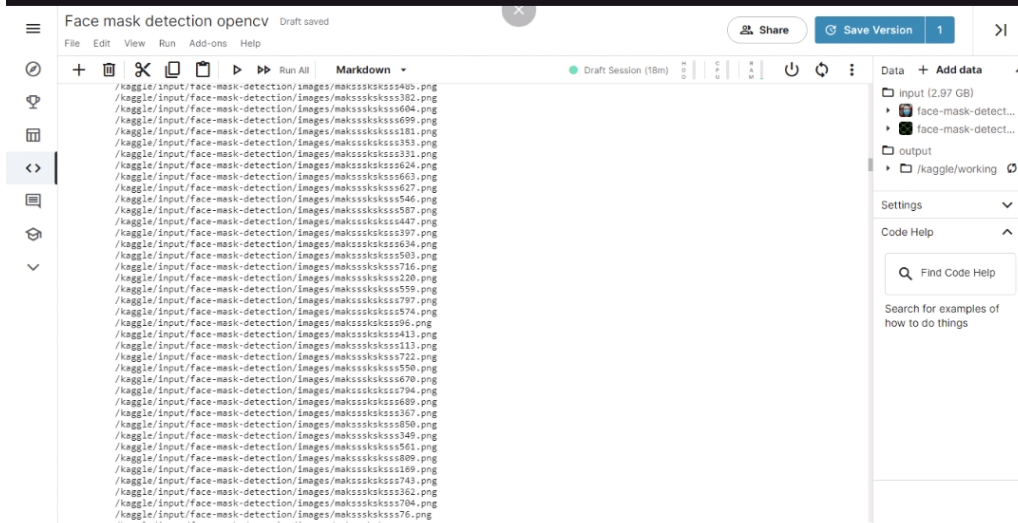 Face mask detection opencv Draft saved
File Edit View Run Add-ons Help
Share
Save Version 1
Run All Markdown
Draft Session (18m)
Data + Add data
/kaggle/input/face-mask-detection/images/maksssksksss485.png
/kaggle/input/face-mask-detection/images/maksssksksss382.png
/kaggle/input/face-mask-detection/images/maksssksksss604.png
/kaggle/input/face-mask-detection/images/maksssksksss699.png
/kaggle/input/face-mask-detection/images/maksssksksss181.png
/kaggle/input/face-mask-detection/images/maksssksksss353.png
/kaggle/input/face-mask-detection/images/maksssksksss331.png
/kaggle/input/face-mask-detection/images/maksssksksss624.png
/kaggle/input/face-mask-detection/images/maksssksksss663.png
/kaggle/input/face-mask-detection/images/maksssksksss627.png
/kaggle/input/face-mask-detection/images/maksssksksss546.png
/kaggle/input/face-mask-detection/images/maksssksksss587.png
/kaggle/input/face-mask-detection/images/maksssksksss447.png
/kaggle/input/face-mask-detection/images/maksssksksss397.png
/kaggle/input/face-mask-detection/images/maksssksksss634.png
/kaggle/input/face-mask-detection/images/maksssksksss503.png
/kaggle/input/face-mask-detection/images/maksssksksss716.png
/kaggle/input/face-mask-detection/images/maksssksksss220.png
/kaggle/input/face-mask-detection/images/maksssksksss559.png
/kaggle/input/face-mask-detection/images/maksssksksss797.png
/kaggle/input/face-mask-detection/images/maksssksksss574.png
/kaggle/input/face-mask-detection/images/maksssksksss96.png
/kaggle/input/face-mask-detection/images/maksssksksss413.png
/kaggle/input/face-mask-detection/images/maksssksksss113.png
/kaggle/input/face-mask-detection/images/maksssksksss722.png
/kaggle/input/face-mask-detection/images/maksssksksss550.png
/kaggle/input/face-mask-detection/images/maksssksksss670.png
/kaggle/input/face-mask-detection/images/maksssksksss794.png
/kaggle/input/face-mask-detection/images/maksssksksss689.png
/kaggle/input/face-mask-detection/images/maksssksksss367.png
/kaggle/input/face-mask-detection/images/maksssksksss850.png
/kaggle/input/face-mask-detection/images/maksssksksss349.png
/kaggle/input/face-mask-detection/images/maksssksksss561.png
/kaggle/input/face-mask-detection/images/maksssksksss809.png
/kaggle/input/face-mask-detection/images/maksssksksss169.png
/kaggle/input/face-mask-detection/images/maksssksksss743.png
/kaggle/input/face-mask-detection/images/maksssksksss362.png
/kaggle/input/face-mask-detection/images/maksssksksss704.png
/kaggle/input/face-mask-detection/images/maksssksksss76.png
input (2.97 GB)
face-mask-detect...
face-mask-detect...
output
/kaggle/working
Settings
Code Help
Find Code Help
Search for examples of
how to do things